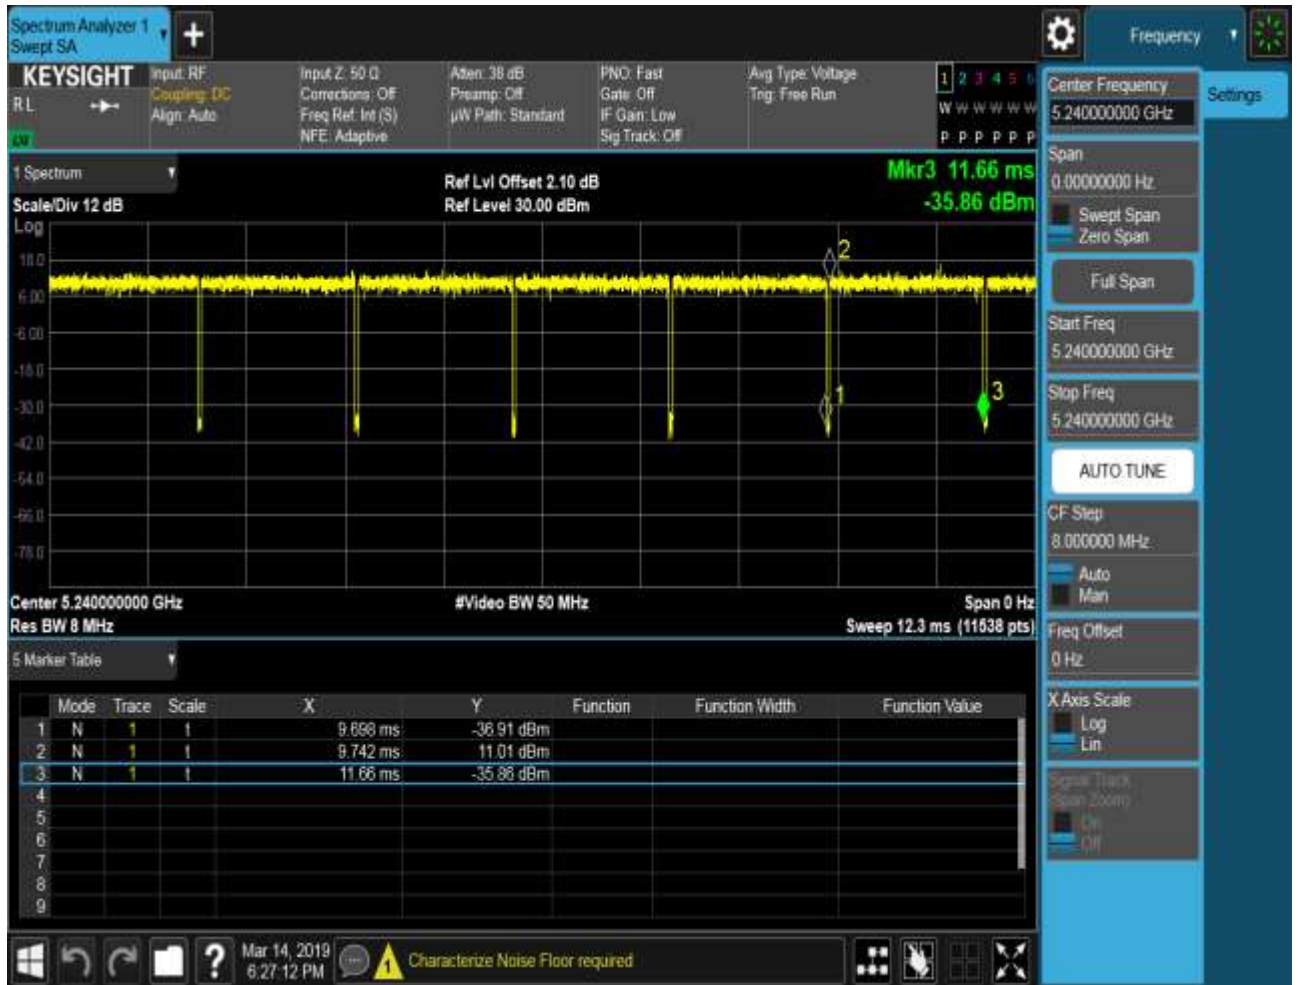 Spectrum Analyzer 1
Swept SA
Frequency
KEYSIGHT
RL
Input: RF
Coupling: DC
Align: Auto
Input Z: 50 Ω
Corrections: Off
Freq Ref: Int (S)
NFE: Adaptive
Atten: 38 dB
Preamp: Off
µW Path: Standard
PNO: Fast
Gate: Off
IF Gain: Low
Sig Track: Off
Avg Type: Voltage
Trig: Free Run
1 2 3 4 5 6
W W W W W W
P P P P P P
1 Spectrum
Scale/Div 12 dB
Log
Ref Lvl Offset 2.10 dB
Ref Level 30.00 dBm
Mkr3 11.66 ms
-35.86 dBm
18.0
6.00
-6.00
-18.0
-30.0
-42.0
-54.0
-66.0
-78.0
2
1
3
Center 5.240000000 GHz
Res BW 8 MHz
#Video BW 50 MHz
Span 0 Hz
Sweep 12.3 ms (11538 pts)
5 Marker Table
Mode Trace Scale X Y Function Function Width Function Value
1 N 1 t 9.698 ms -36.91 dBm
2 N 1 t 9.742 ms 11.01 dBm
3 N 1 t 11.66 ms -35.86 dBm
4
5
6
7
8
9
Mar 14, 2019
6:27:12 PM
Characterize Noise Floor required
Settings
Center Frequency
5.240000000 GHz
Span
0.00000000 Hz
Swept Span
Zero Span
Full Span
Start Freq
5.240000000 GHz
Stop Freq
5.240000000 GHz
AUTO TUNE
CF Step
8.000000 MHz
Auto
Man
Freq Offset
0 Hz
X Axis Scale
Log
Lin
Signal Track
(Span Zoom)
On
Off